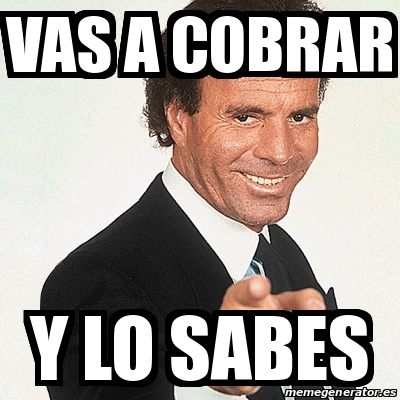 VAS A COBRAR
Y LO SABES
memegenerator.es